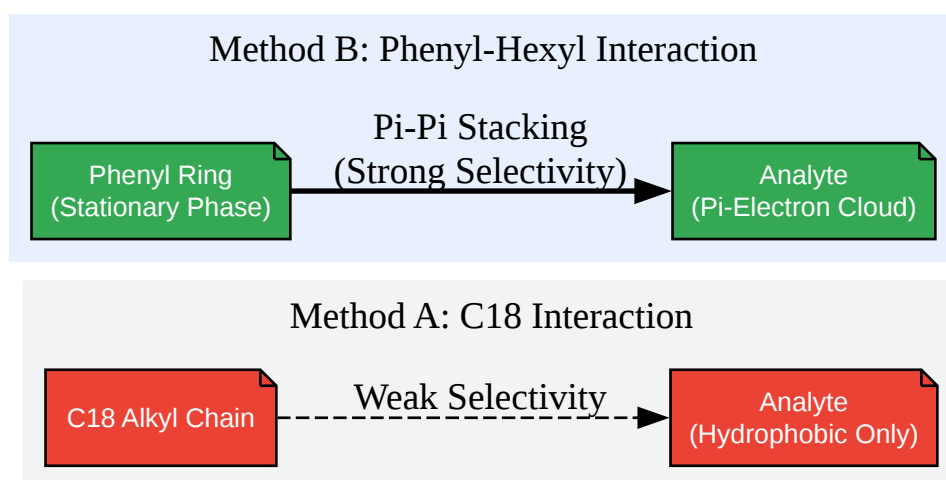 Method B: Phenyl-Hexyl Interaction
Pi-Pi Stacking
(Strong Selectivity)
Phenyl Ring
(Stationary Phase)
Analyte
(Pi-Electron Cloud)
Method A: C18 Interaction
C18 Alkyl Chain
Weak Selectivity
Analyte
(Hydrophobic Only)